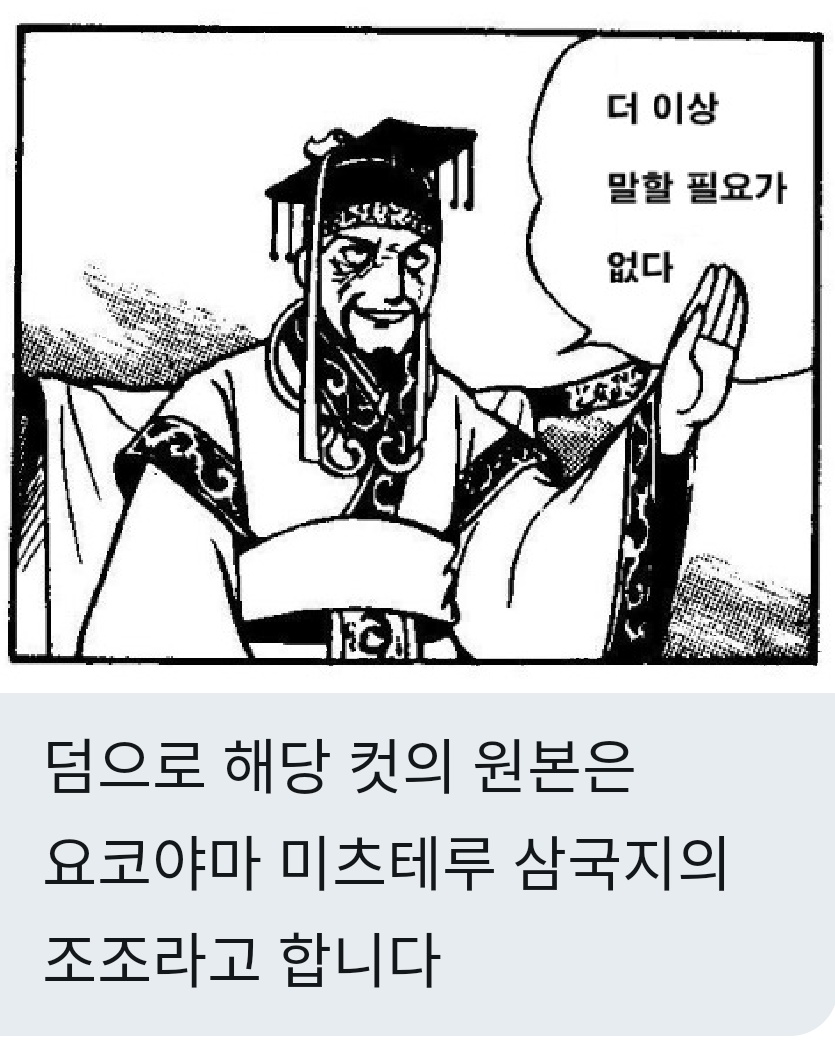 더 이상
말할 필요가
없다
덤으로 해당 컷의 원본은
요코야마 미츠테루 삼국지의
조조라고 합니다